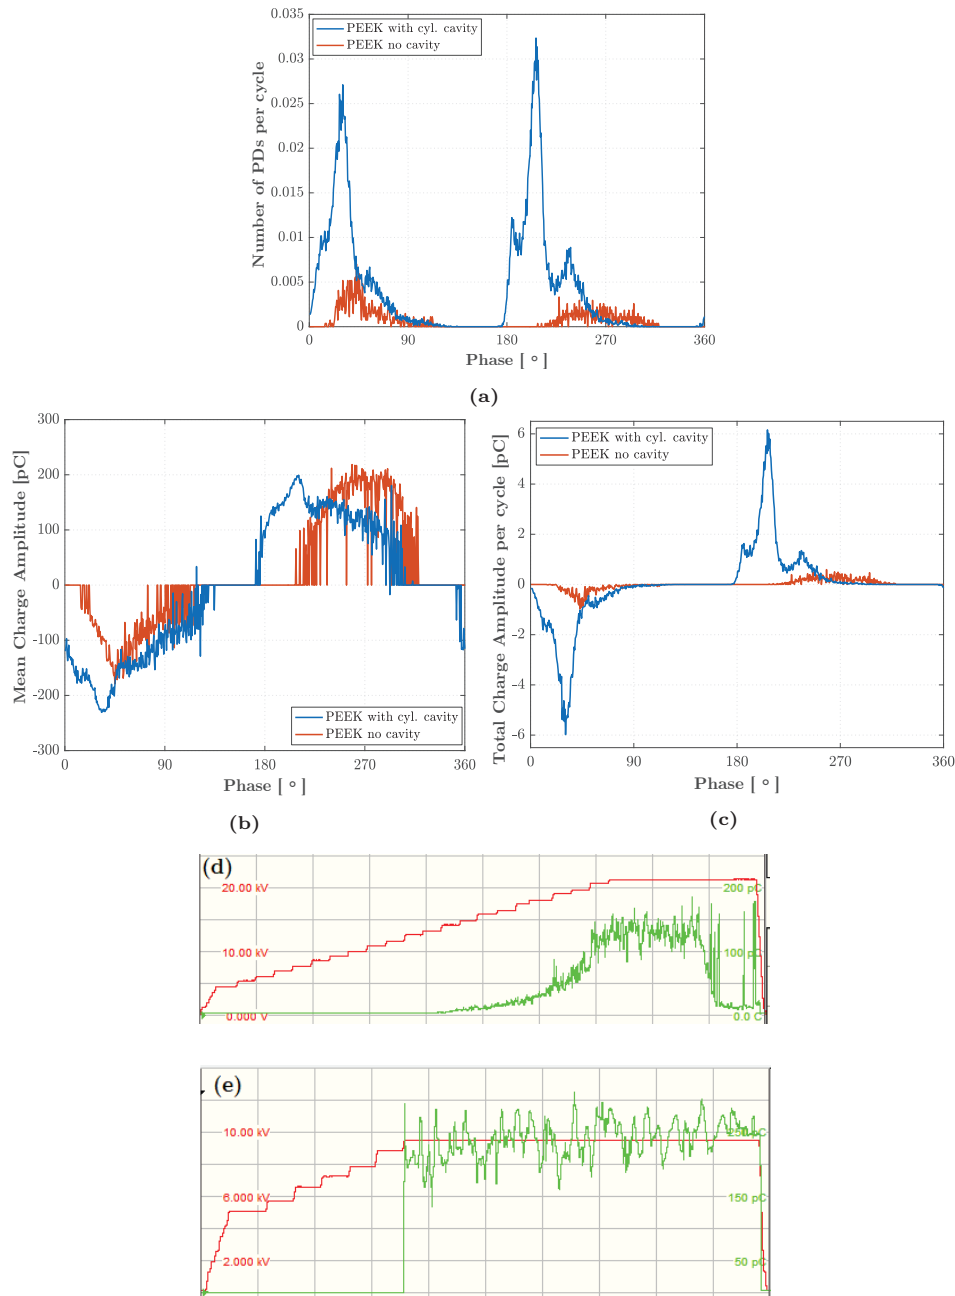 PEEK with cyl. cavity
PEEK no cavity
Number of PDs per cycle
0.035
0.03
0.025
0.02
0.015
0.01
0.005
0
0 90 180 270 360
Phase [ ° ]
(a)
PEEK with cyl. cavity
PEEK no cavity
Mean Charge Amplitude [pC]
300
200
100
0
-100
-200
-300
0 90 180 270 360
Phase [ ° ]
(b)
PEEK with cyl. cavity
PEEK no cavity
Total Charge Amplitude per cycle [pC]
6
4
2
0
-2
-4
-6
0 90 180 270 360
Phase [ ° ]
(c)
(d)
20.00 kV 200 pC
10.00 kV 100 pC
0.000 V 0.0 C
(e)
10.00 kV 250 pC
6.000 kV 150 pC
2.000 kV 50 pC